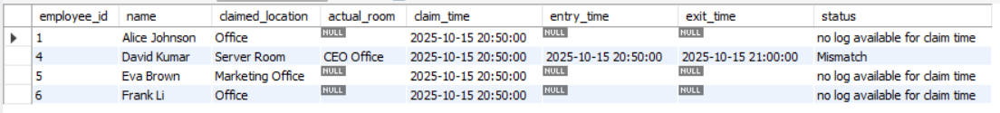 employee_id name claimed_location actual_room claim_time entry_time exit_time status
1 Alice Johnson Office NULL 2025-10-15 20:50:00 NULL NULL no log available for claim time
4 David Kumar Server Room CEO Office 2025-10-15 20:50:00 2025-10-15 20:50:00 2025-10-15 21:00:00 Mismatch
5 Eva Brown Marketing Office NULL 2025-10-15 20:50:00 NULL NULL no log available for claim time
6 Frank Li Office NULL 2025-10-15 20:50:00 NULL NULL no log available for claim time